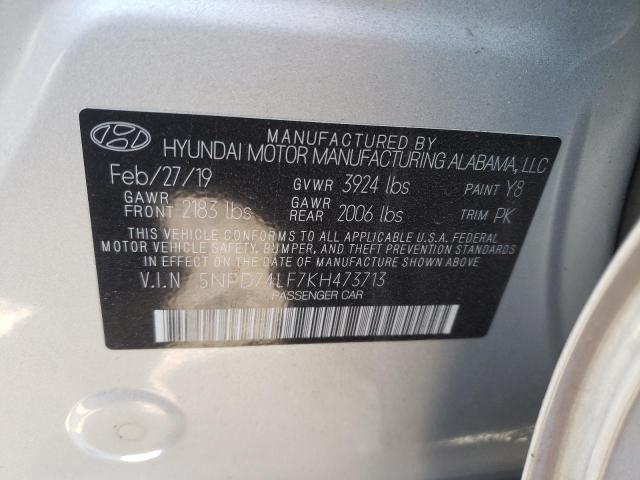 MANUFACTURED BY
HYUNDAI MOTOR MANUFACTURING ALABAMA, LLC
Feb/27/19 GVWR 3924 lbs PAINT Y8
GAWR FRONT 2183 lbs GAWR REAR 2006 lbs TRIM PK
THIS VEHICLE CONFORMS TO ALL APPLICABLE U.S.A. FEDERAL
MOTOR VEHICLE SAFETY, BUMPER, AND THEFT PREVENTION STANDARDS
IN EFFECT ON THE DATE OF MANUFACTURE SHOWN ABOVE.
V.I.N 5NPD74LF7KH473713
PASSENGER CAR